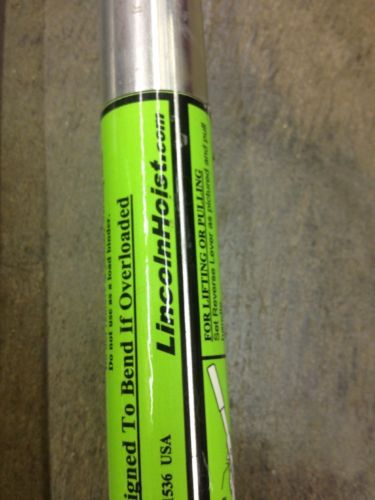 Do not use as a load binder.
igned To Bend If Overloaded
1536 USA
LincolnHoist.com
FOR LIFTING OR PULLING
Set Reverse Lever as pictured and pull